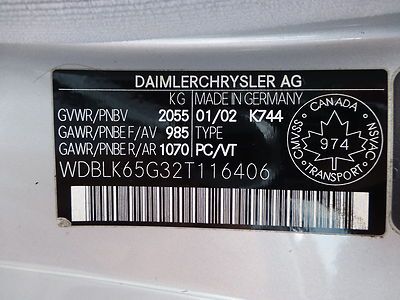 DAIMLERCHRYSLER AG
KG MADE IN GERMANY
GVWR/PNBV 2055 01/02 K744
GAWR/PNBE F/AV 985 TYPE
GAWR/PNBE R/AR 1070 PC/VT
WDBLK65G32T116406
CANADA
CMVSS NSVAC
974
TRANSPORT